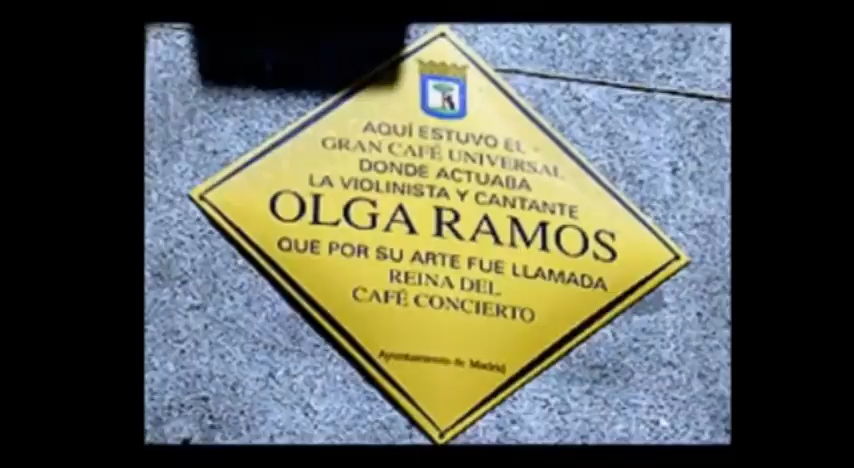 AQUÍ ESTUVO EL
GRAN CAFÉ UNIVERSAL
DONDE ACTUABA
LA VIOLINISTA Y CANTANTE
OLGA RAMOS
QUE POR SU ARTE FUE LLAMADA
REINA DEL
CAFÉ CONCIERTO
Ayuntamiento de Madrid